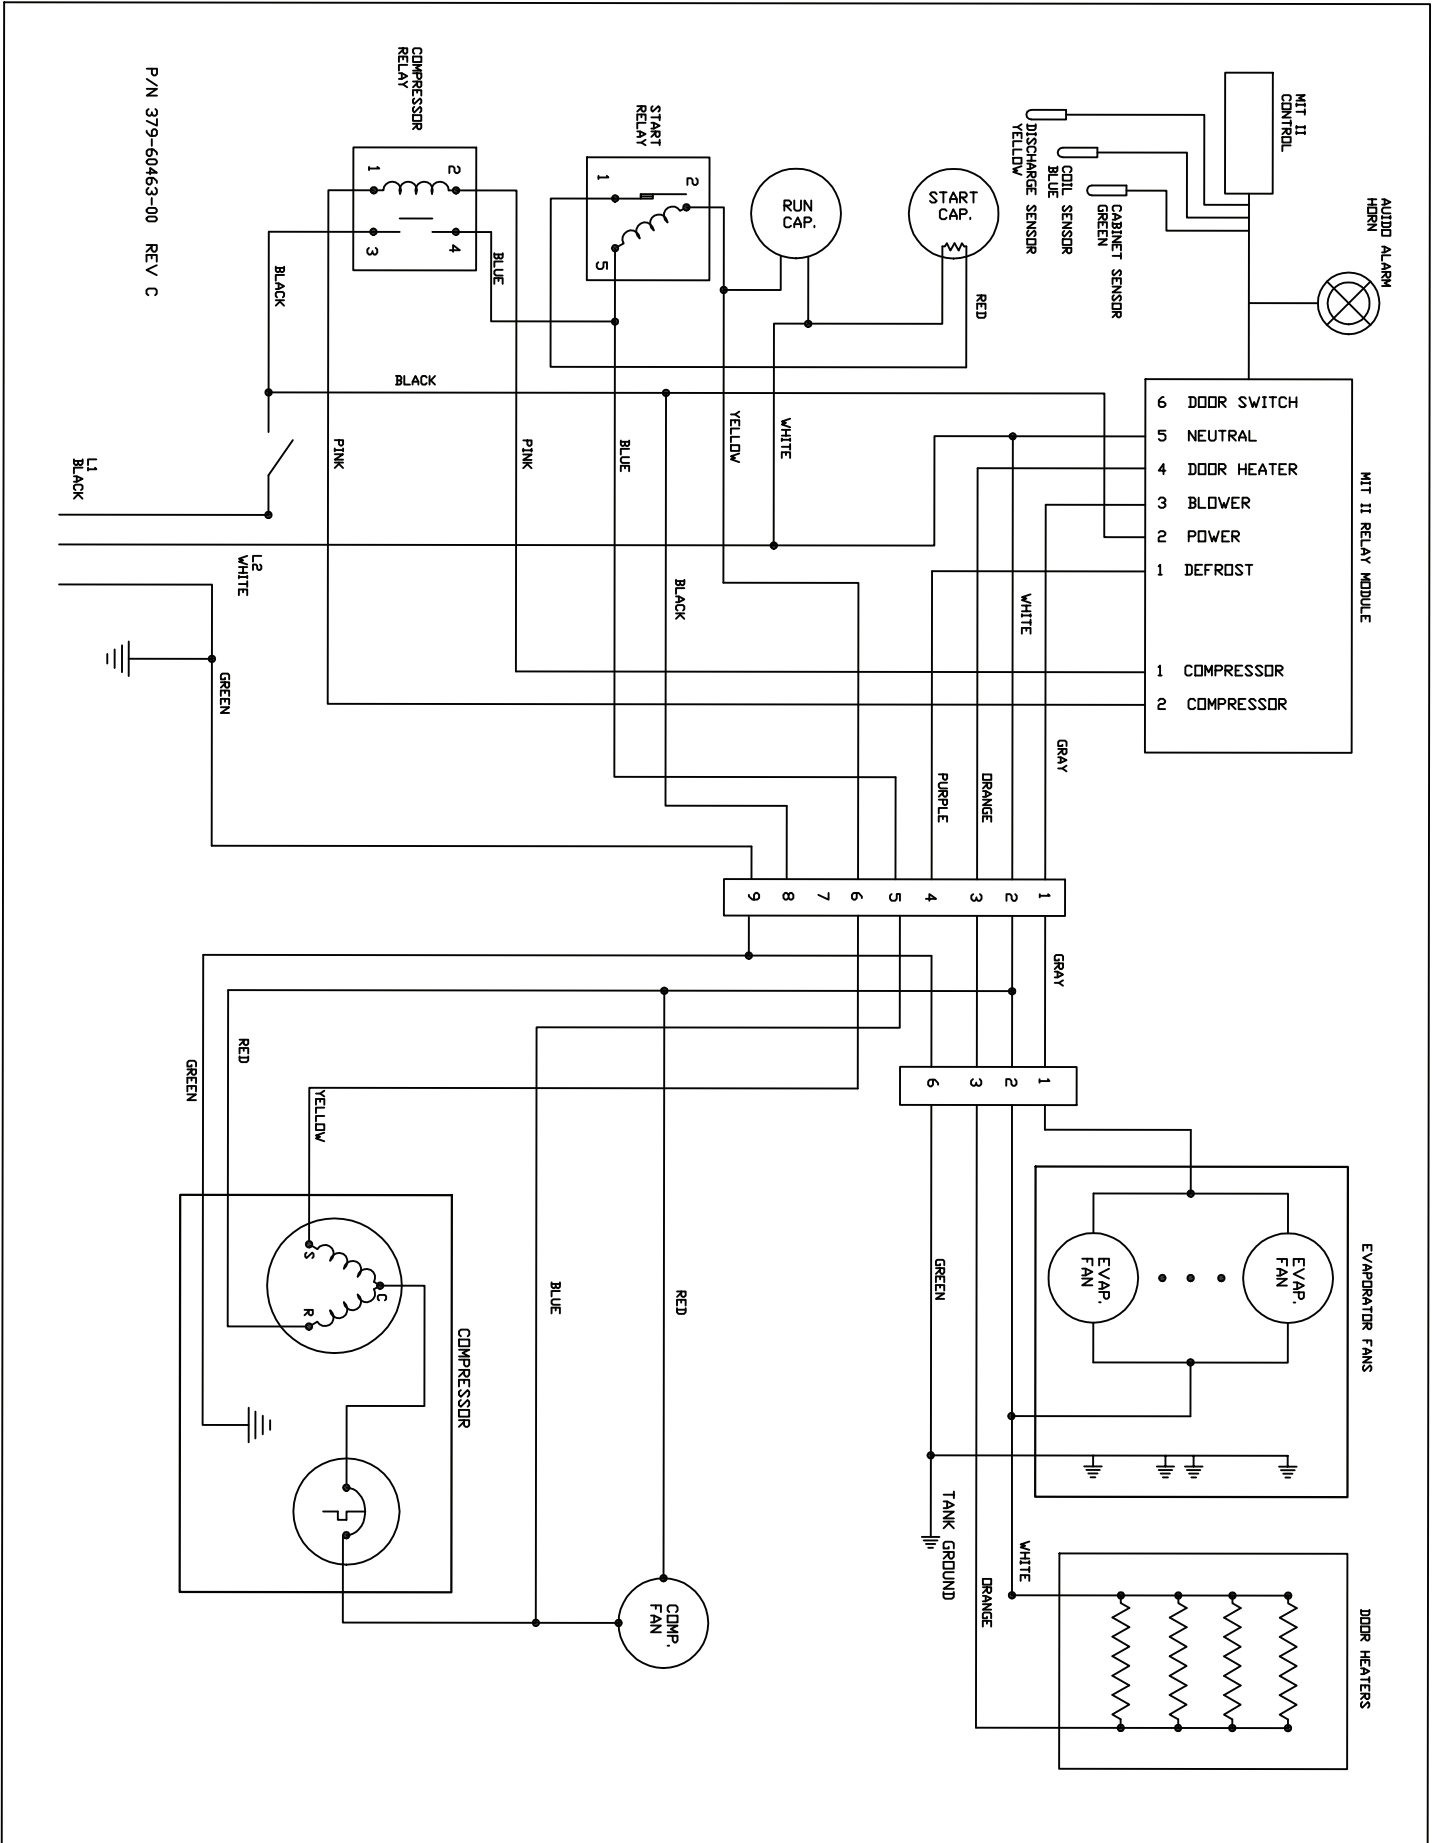 P/N 379-60463-00 REV C
COMPRESSOR
RELAY
1
2
3
4
BLACK
BLUE
START
RELAY
1
2
5
RUN
CAP.
START
CAP.
RED
DISCHARGE SENSOR
YELLOW
COIL SENSOR
BLUE
CABINET SENSOR
GREEN
MIT II
CONTROL
AUIDO ALARM
HORN
MIT II RELAY MODULE
6 DOOR SWITCH
5 NEUTRAL
4 DOOR HEATER
3 BLOWER
2 POWER
1 DEFROST
1 COMPRESSOR
2 COMPRESSOR
BLACK
L1
BLACK
PINK
PINK
BLUE
YELLOW
WHITE
L2
WHITE
BLACK
WHITE
GREEN
PURPLE
ORANGE
GRAY
9
8
7
6
5
4
3
2
1
GRAY
GREEN
RED
YELLOW
6
3
2
1
S
C
R
COMPRESSOR
BLUE
RED
GREEN
EVAP.
FAN
EVAP.
FAN
EVAPORATOR FANS
TANK GROUND
WHITE
ORANGE
COMP.
FAN
DOOR HEATERS